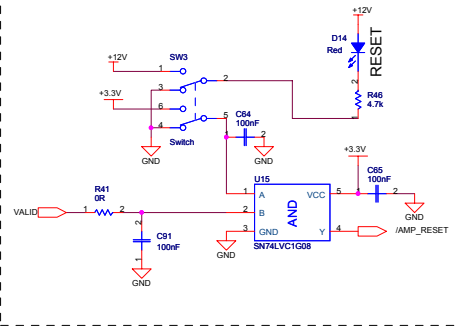 +12V
D14
Red
RESET
2
1
R46
4.7k
+12V
SW3
1
2
3
+3.3V
6
5
4
Switch
GND
C64
100nF
1
2
GND
+3.3V
C65
100nF
1
2
GND
U15
1
A
VCC
5
2
B
AND
3
GND
Y
4
SN74LVC1G08
GND
/AMP_RESET
R41
0R
VALID
1
2
2
C91
100nF
1
GND